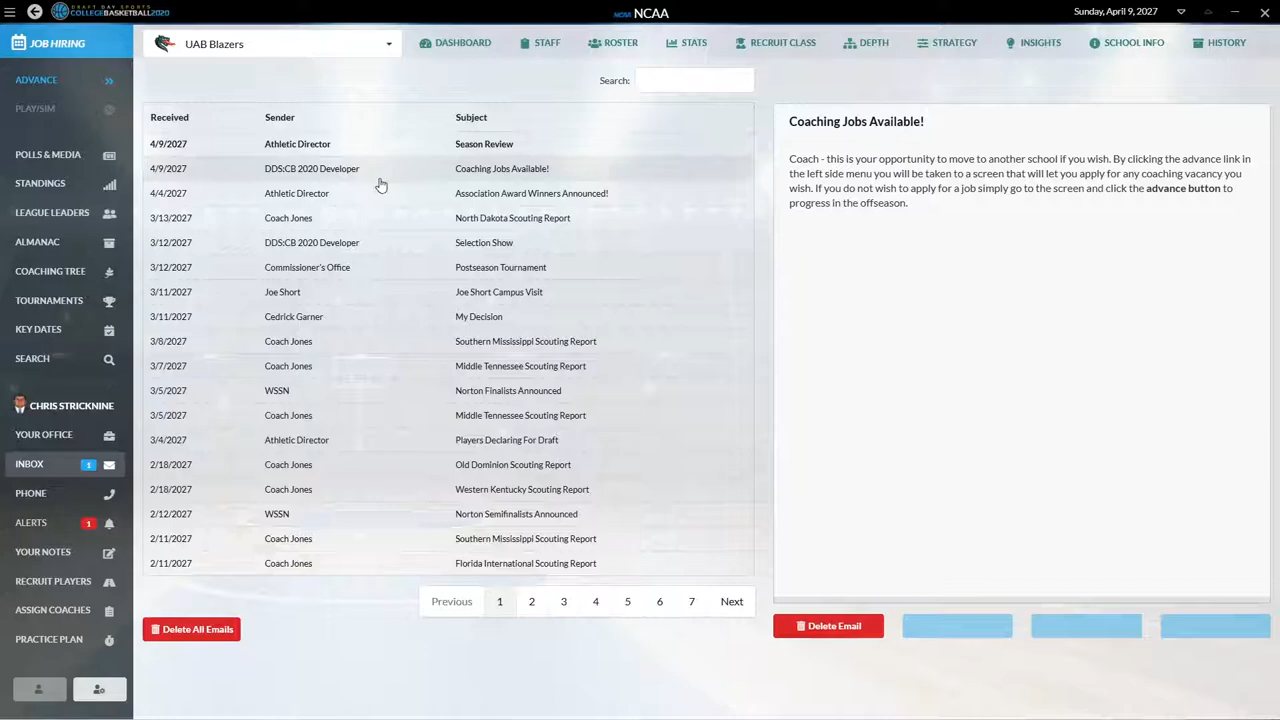 DRAFT DAY SPORTS
COLLEGE BASKETBALL 2020
NCAA NCAA
Sunday, April 9, 2027
JOB HIRING
UAB Blazers
DASHBOARD
STAFF
ROSTER
STATS
RECRUIT CLASS
DEPTH
STRATEGY
INSIGHTS
SCHOOL INFO
HISTORY
ADVANCE
PLAY/SIM
POLLS & MEDIA
STANDINGS
LEAGUE LEADERS
ALMANAC
COACHING TREE
TOURNAMENTS
KEY DATES
SEARCH
CHRIS STRICKNINE
YOUR OFFICE
INBOX 1
PHONE
ALERTS 1
YOUR NOTES
RECRUIT PLAYERS
ASSIGN COACHES
PRACTICE PLAN
Search:
Received Sender Subject
4/9/2027 Athletic Director Season Review
4/9/2027 DDS:CB 2020 Developer Coaching Jobs Available!
4/4/2027 Athletic Director Association Award Winners Announced!
3/13/2027 Coach Jones North Dakota Scouting Report
3/12/2027 DDS:CB 2020 Developer Selection Show
3/12/2027 Commissioner's Office Postseason Tournament
3/11/2027 Joe Short Joe Short Campus Visit
3/11/2027 Cedrick Garner My Decision
3/8/2027 Coach Jones Southern Mississippi Scouting Report
3/7/2027 Coach Jones Middle Tennessee Scouting Report
3/5/2027 WSSN Norton Finalists Announced
3/5/2027 Coach Jones Middle Tennessee Scouting Report
3/4/2027 Athletic Director Players Declaring For Draft
2/18/2027 Coach Jones Old Dominion Scouting Report
2/18/2027 Coach Jones Western Kentucky Scouting Report
2/12/2027 WSSN Norton Semifinalists Announced
2/11/2027 Coach Jones Southern Mississippi Scouting Report
2/11/2027 Coach Jones Florida International Scouting Report
Previous 1 2 3 4 5 6 7 Next
Delete All Emails
Coaching Jobs Available!
Coach - this is your opportunity to move to another school if you wish. By clicking the advance link in
the left side menu you will be taken to a screen that will let you apply for any coaching vacancy you
wish. If you do not wish to apply for a job simply go to the screen and click the advance button to
progress in the offseason.
Delete Email